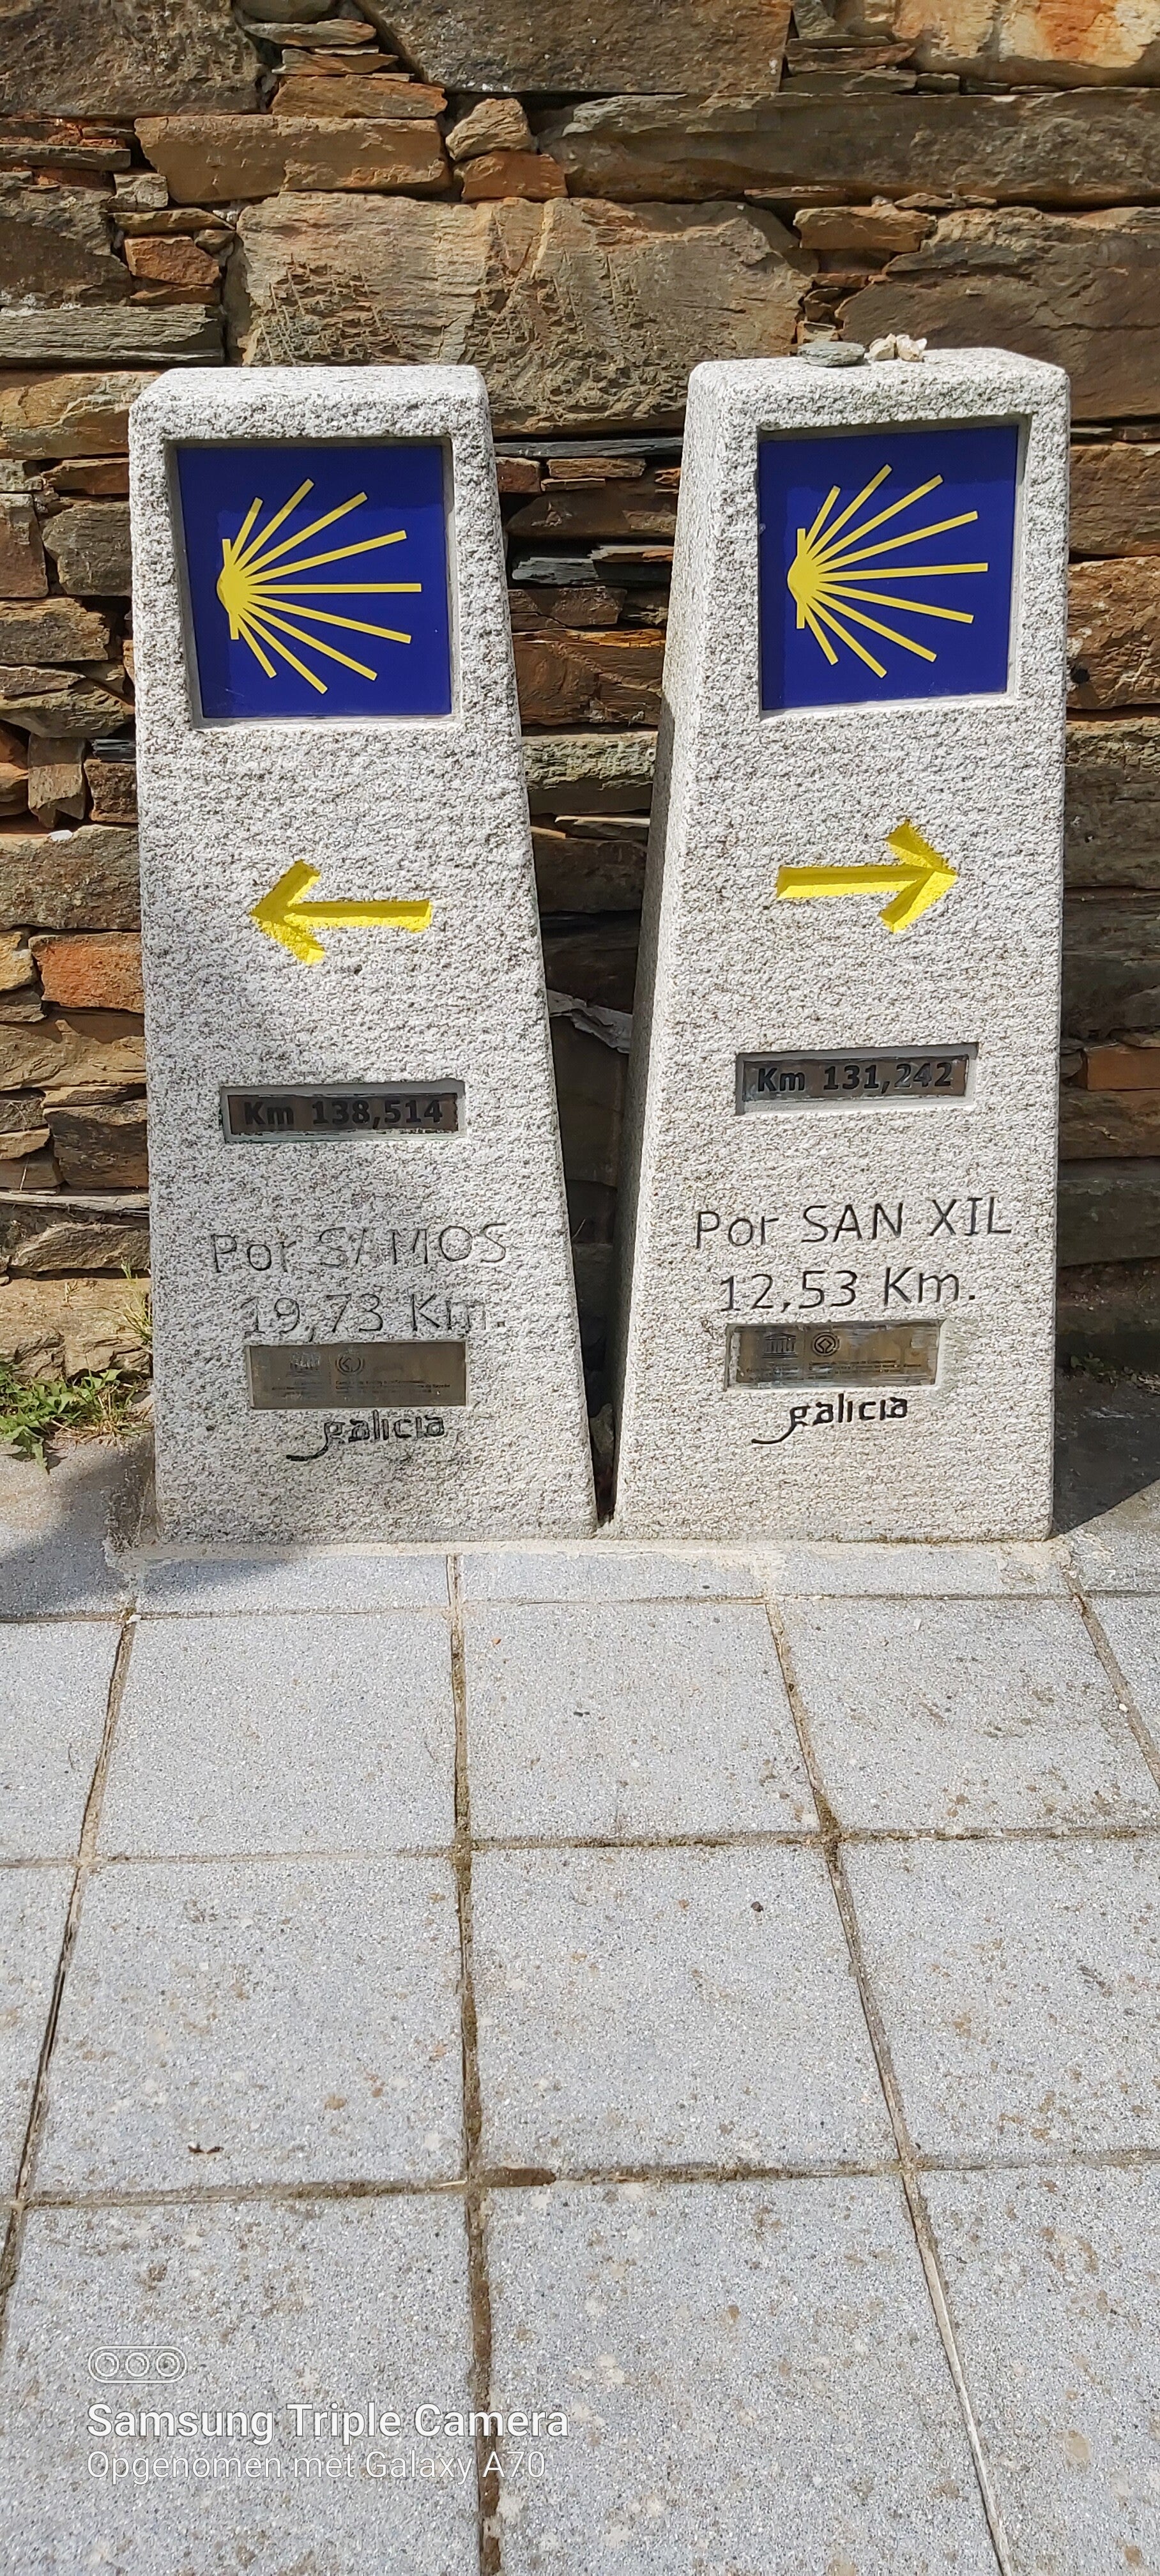 Km 138,514
Por SAMOS
19,73 Km.
galicia
Km 131,242
Por SAN XIL
12,53 Km.
galicia
Samsung Triple Camera
Opgenomen met Galaxy A70